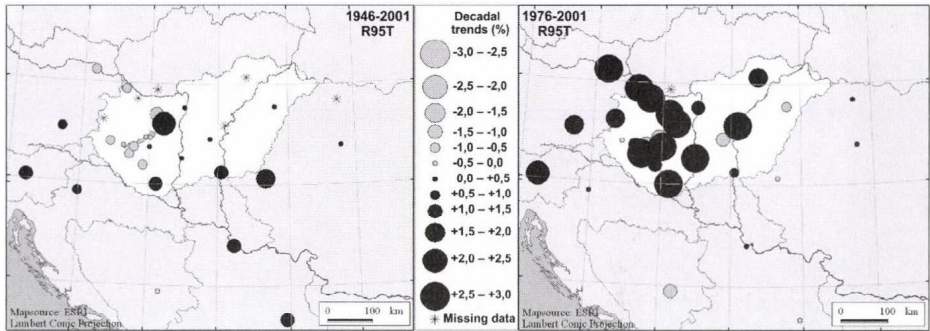 1946-2001
R95T
Mapsource: ESRI
Lambert Conic Projection
0 100 km
Decadal
trends (%)
-3,0 – -2,5
-2,5 – -2,0
-2,0 – -1,5
-1,5 – -1,0
-1,0 – -0,5
-0,5 – 0,0
0,0 – +0,5
+0,5 – +1,0
+1,0 – +1,5
+1,5 – +2,0
+2,0 – +2,5
+2,5 – +3,0
Missing data
1976-2001
R95T
Mapsource: ESRI
Lambert Conic Projection
0 100 km